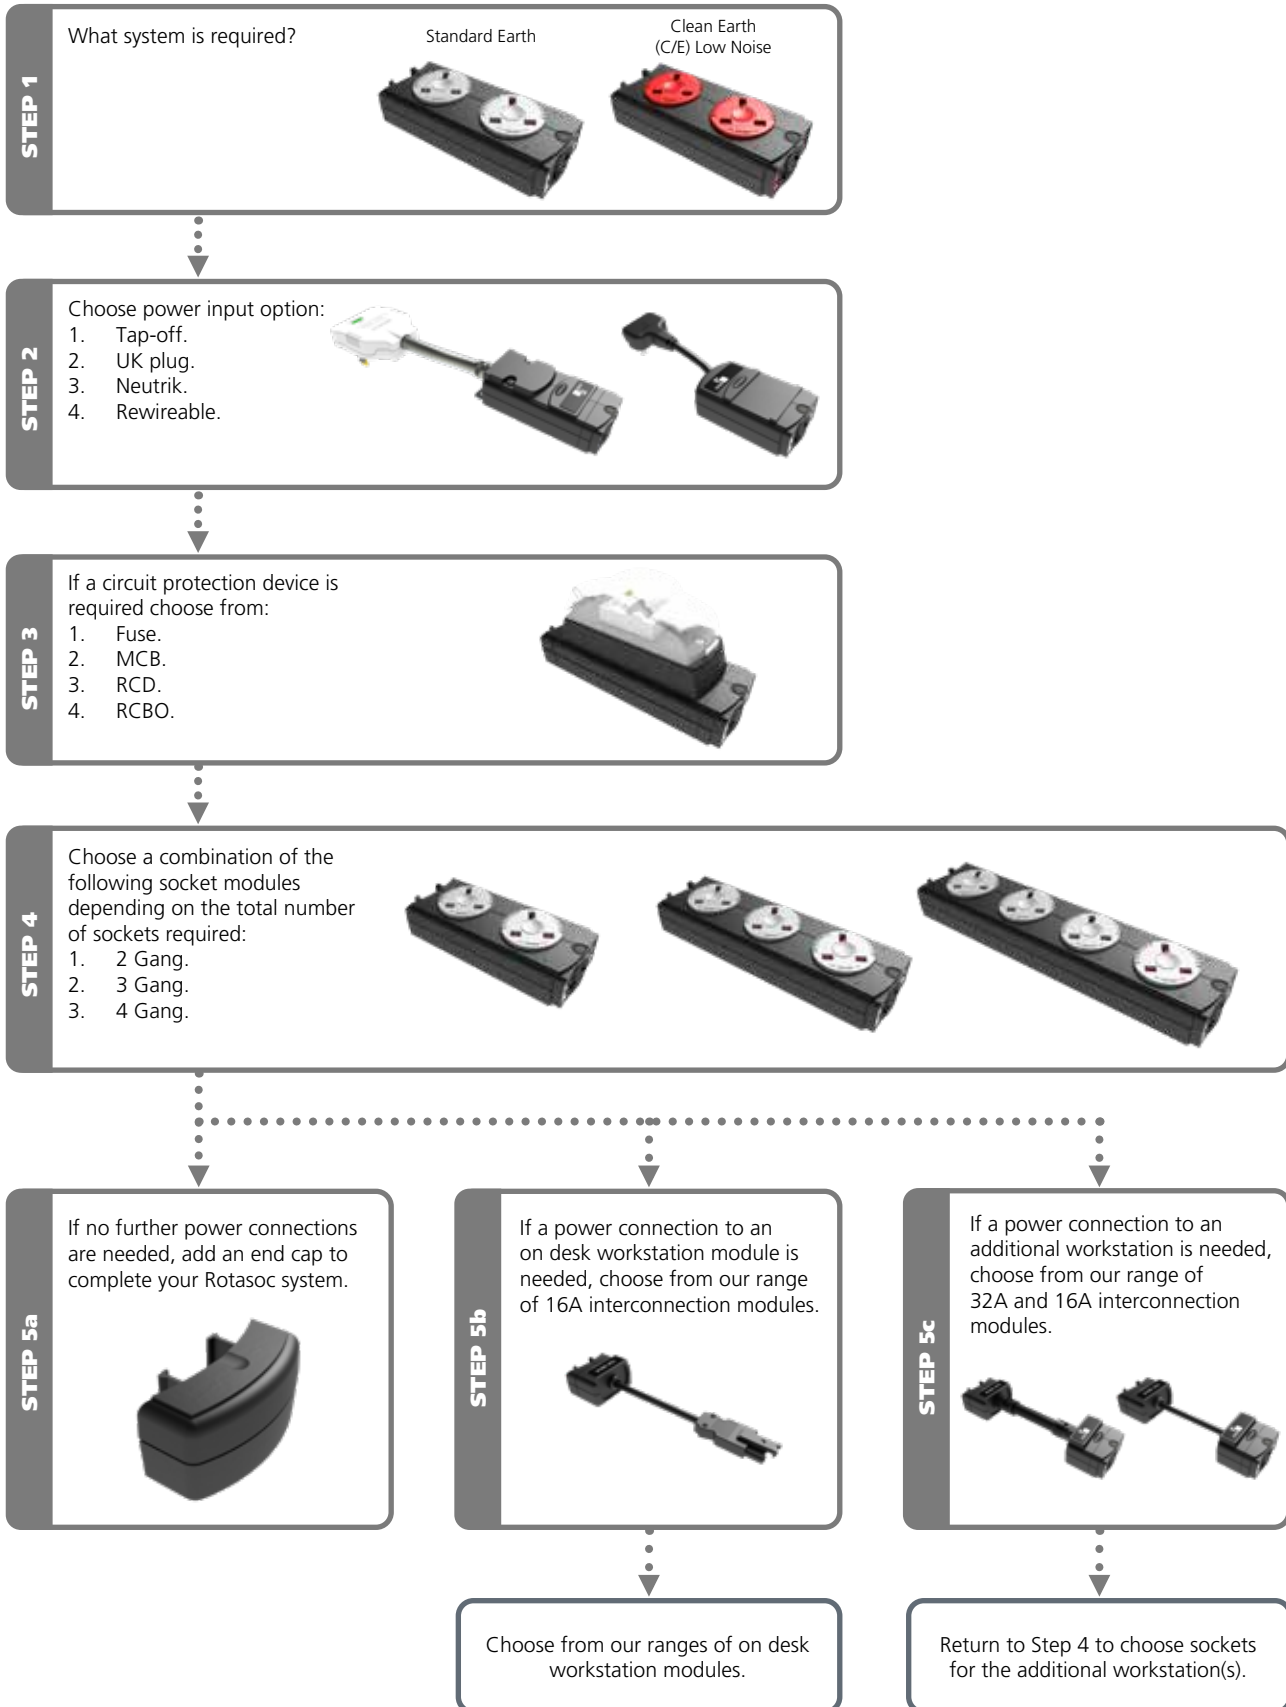 STEP 1
What system is required?
Standard Earth
Clean Earth
(C/E) Low Noise
STEP 2
Choose power input option:
1. Tap-off.
2. UK plug.
3. Neutrik.
4. Rewireable.
STEP 3
If a circuit protection device is
required choose from:
1. Fuse.
2. MCB.
3. RCD.
4. RCBO.
STEP 4
Choose a combination of the
following socket modules
depending on the total number
of sockets required:
1. 2 Gang.
2. 3 Gang.
3. 4 Gang.
STEP 5a
If no further power connections
are needed, add an end cap to
complete your Rotasoc system.
STEP 5b
If a power connection to an
on desk workstation module is
needed, choose from our range
of 16A interconnection modules.
STEP 5c
If a power connection to an
additional workstation is needed,
choose from our range of
32A and 16A interconnection
modules.
Choose from our ranges of on desk
workstation modules.
Return to Step 4 to choose sockets
for the additional workstation(s).